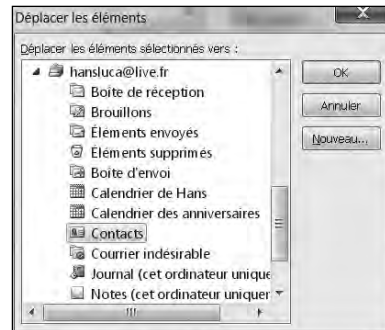 Déplacer les éléments
Déplacer les éléments sélectionnés vers :
hansluca@live.fr
Boîte de réception
Brouillons
Éléments envoyés
Éléments supprimés
Boîte d'envoi
Calendrier de Hans
Calendrier des anniversaires
Contacts
Courrier indésirable
Journal (cet ordinateur unique
Notes (cet ordinateur uniquer
OK
Annuler
Nouveau...